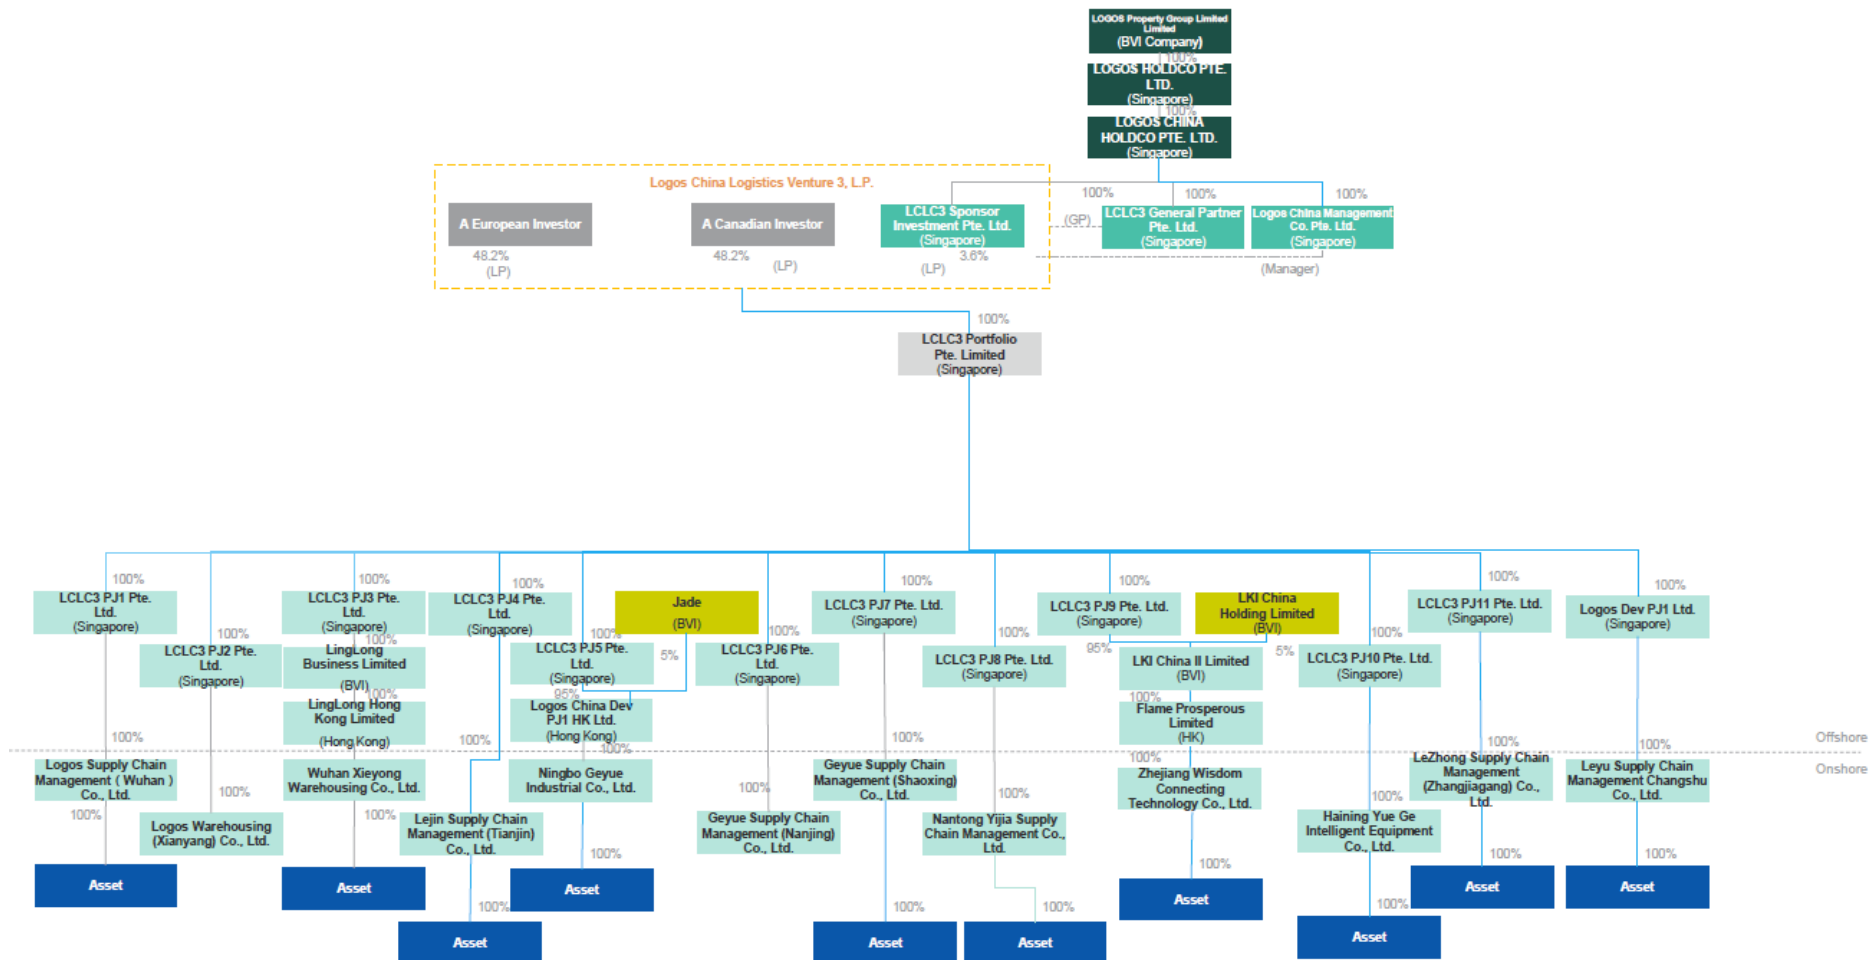 LOGOS Property Group Limited
Limited
(BVI Company)
100%
LOGOS HOLDCO PTE.
LTD.
(Singapore)
100%
LOGOS CHINA
HOLDCO PTE. LTD.
(Singapore)
Logos China Logistics Venture 3, L.P.
100%
100%
100%
A European Investor
A Canadian Investor
LCLC3 Sponsor
Investment Pte. Ltd.
(Singapore)
(GP)
LCLC3 General Partner
Pte. Ltd.
(Singapore)
Logos China Management
Co. Pte. Ltd.
(Singapore)
48.2%
(LP)
48.2%
(LP)
3.6%
(LP)
(Manager)
100%
LCLC3 Portfolio
Pte. Limited
(Singapore)
100%
LCLC3 PJ1 Pte.
Ltd.
(Singapore)
100%
LCLC3 PJ2 Pte.
Ltd.
(Singapore)
100%
LCLC3 PJ3 Pte.
Ltd.
(Singapore)
100%
LingLong
Business Limited
(BVI)
100%
LingLong Hong
Kong Limited
(Hong Kong)
100%
LCLC3 PJ4 Pte.
Ltd.
(Singapore)
100%
LCLC3 PJ5 Pte.
Ltd.
(Singapore)
Jade
(BVI)
5%
95%
Logos China Dev
PJ1 HK Ltd.
(Hong Kong)
100%
LCLC3 PJ6 Pte.
Ltd.
(Singapore)
100%
LCLC3 PJ7 Pte. Ltd.
(Singapore)
100%
LCLC3 PJ8 Pte. Ltd.
(Singapore)
100%
LCLC3 PJ9 Pte. Ltd.
(Singapore)
LKI China
Holding Limited
(BVI)
95%
5%
LKI China II Limited
(BVI)
100%
Flame Prosperous
Limited
(HK)
100%
LCLC3 PJ10 Pte. Ltd.
(Singapore)
100%
LCLC3 PJ11 Pte. Ltd.
(Singapore)
100%
Logos Dev PJ1 Ltd.
(Singapore)
Offshore
Onshore
100%
Logos Supply Chain
Management ( Wuhan )
Co., Ltd.
100%
Asset
100%
Logos Warehousing
(Xianyang) Co., Ltd.
Wuhan Xieyong
Warehousing Co., Ltd.
100%
Asset
100%
Lejin Supply Chain
Management (Tianjin)
Co., Ltd.
100%
Asset
100%
Ningbo Geyue
Industrial Co., Ltd.
100%
Asset
100%
Geyue Supply Chain
Management (Nanjing)
Co., Ltd.
100%
Geyue Supply Chain
Management (Shaoxing)
Co., Ltd.
100%
Asset
100%
Nantong Yijia Supply
Chain Management Co.,
Ltd.
100%
Asset
100%
Zhejiang Wisdom
Connecting
Technology Co., Ltd.
100%
Asset
100%
Haining Yue Ge
Intelligent Equipment
Co., Ltd.
100%
Asset
100%
LeZhong Supply Chain
Management
(Zhangjiagang) Co.,
Ltd.
100%
Asset
100%
Leyu Supply Chain
Management Changshu
Co., Ltd.
100%
Asset